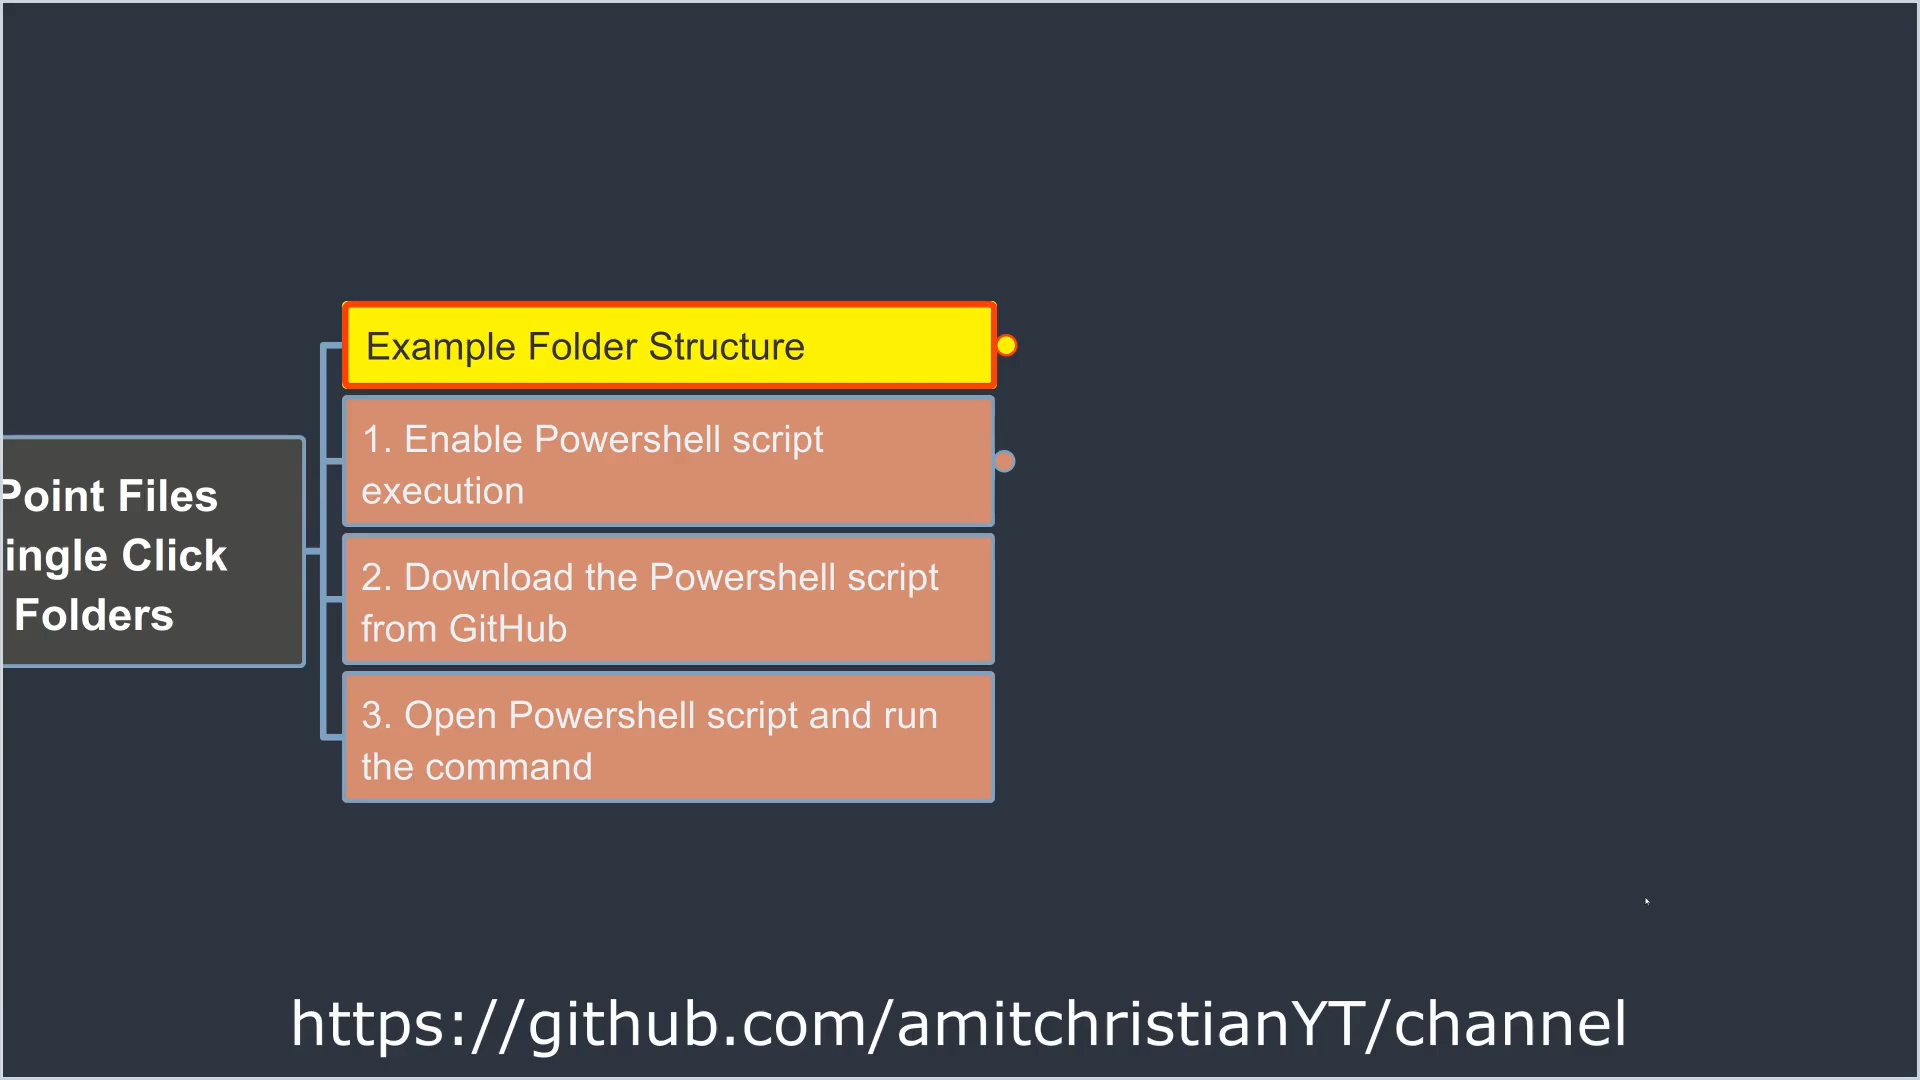 Point Files
ingle Click
Folders
Example Folder Structure
1. Enable Powershell script
execution
2. Download the Powershell script
from GitHub
3. Open Powershell script and run
the command
https://github.com/amitchristianYT/channel